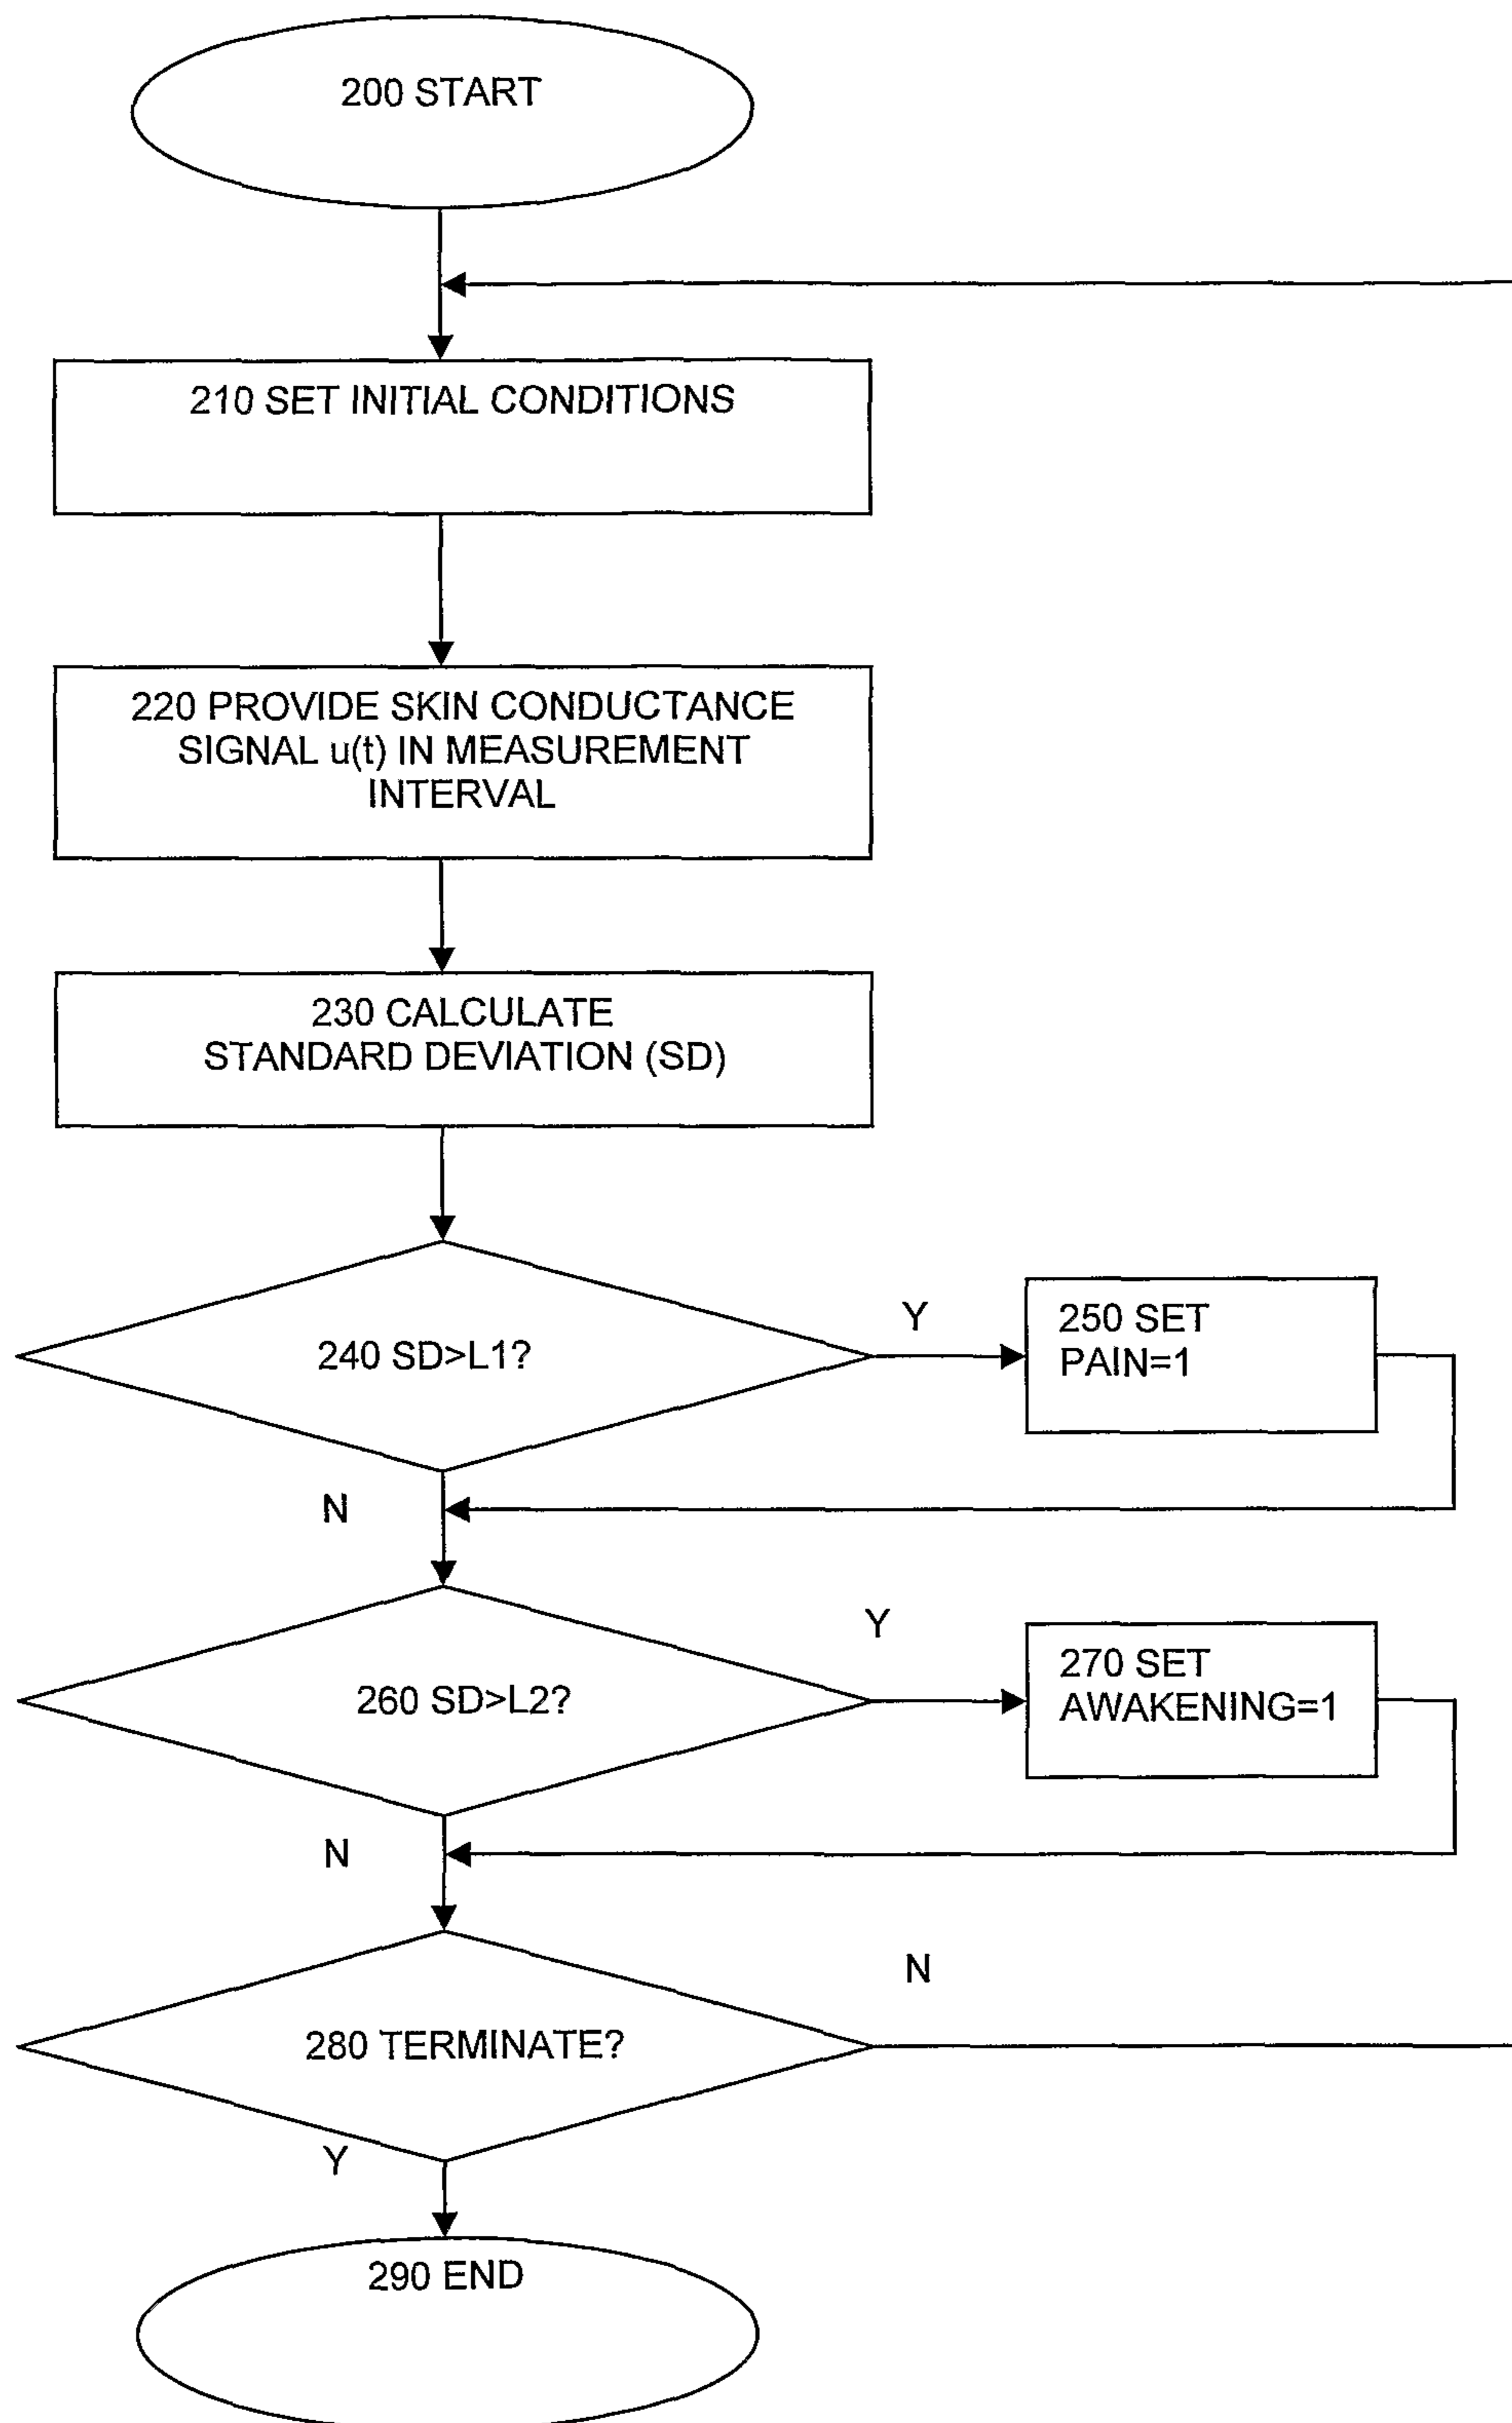 200 START
210 SET INITIAL CONDITIONS
220 PROVIDE SKIN CONDUCTANCE
SIGNAL u(t) IN MEASUREMENT
INTERVAL
230 CALCULATE
STANDARD DEVIATION (SD)
240 SD>L1?
Y
250 SET
PAIN=1
N
260 SD>L2?
Y
270 SET
AWAKENING=1
N
280 TERMINATE?
N
Y
290 END